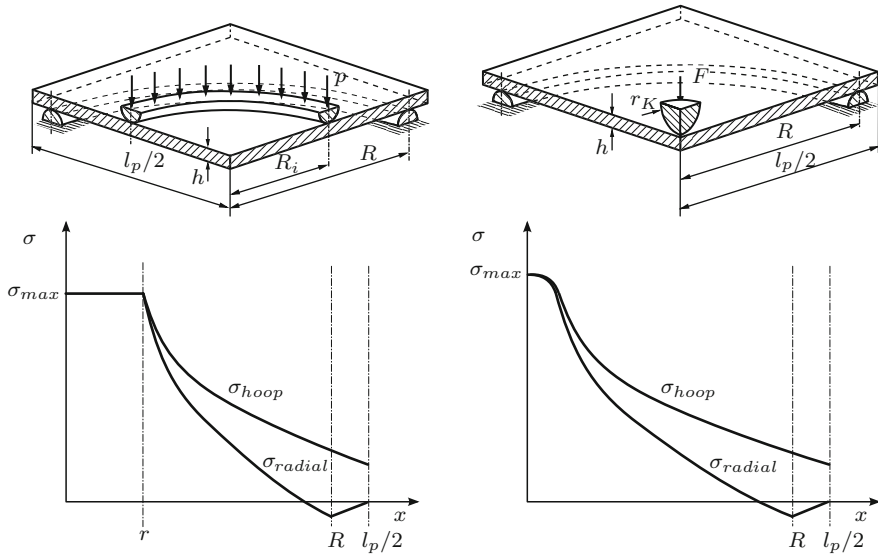 p
l_p/2
R_i
R
h
F
r_K
h
R
l_p/2
σ
σ_max
σ_hoop
σ_radial
r
R
x
l_p/2
σ
σ_max
σ_hoop
σ_radial
R
x
l_p/2